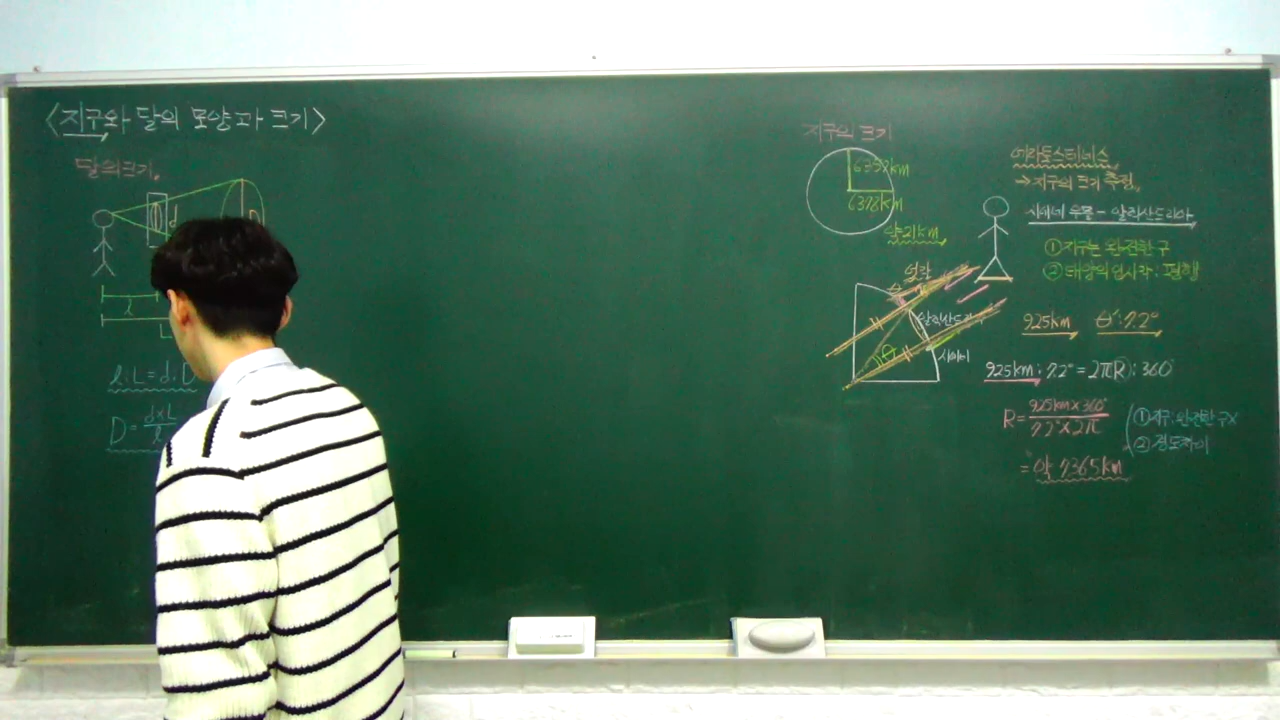 <지구와 달의 모양과 크기>
달의 크기.
d
D
l
L
l:L=d:D
D=d×L/l
지구의 크기
6357km
6378km
약 21km
에라토스테네스
→지구의 크기 추정.
시에네 우물-알렉산드리아
①지구는 완전한 구
②태양의 입사각:평행
알렉산드리아
시에네
925km θ':7.2°
925km:7.2°=2πR:360°
R=925km×360°/7.2°×2π
①지구:완전한 구X
②경도차이
=약 7365km